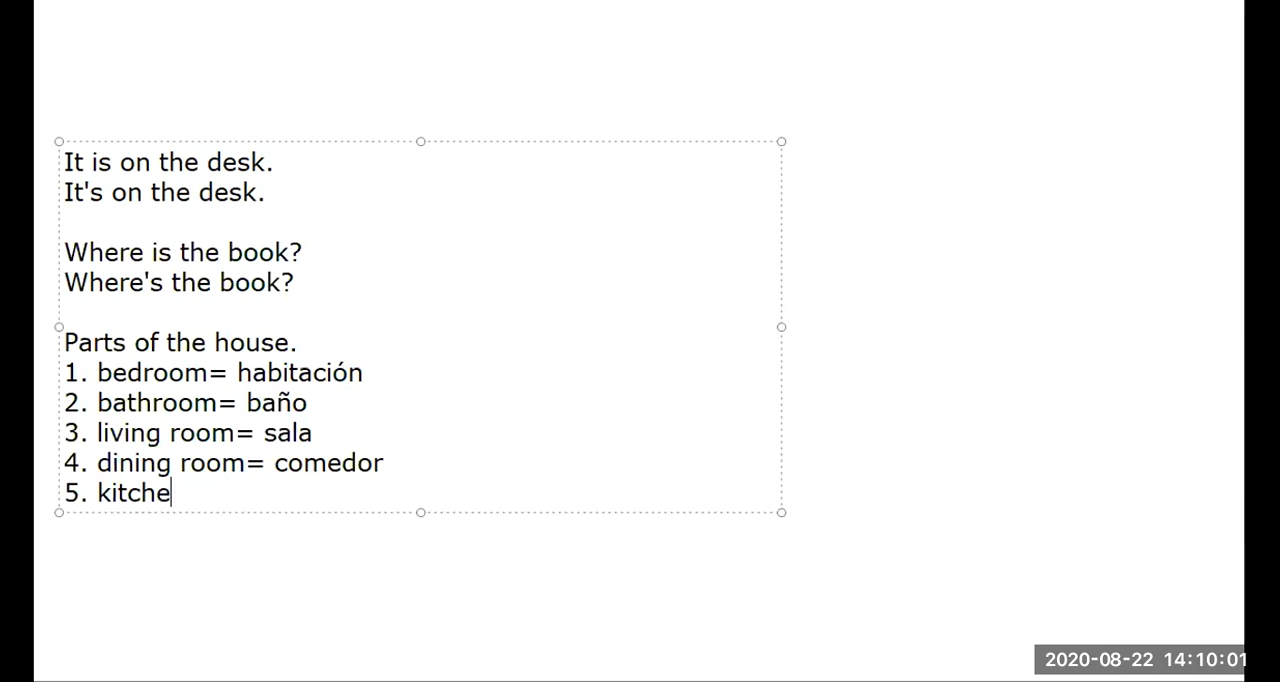 It is on the desk.
It's on the desk.
Where is the book?
Where's the book?
Parts of the house.
1. bedroom= habitación
2. bathroom= baño
3. living room= sala
4. dining room= comedor
5. kitche
2020-08-22 14:10:01